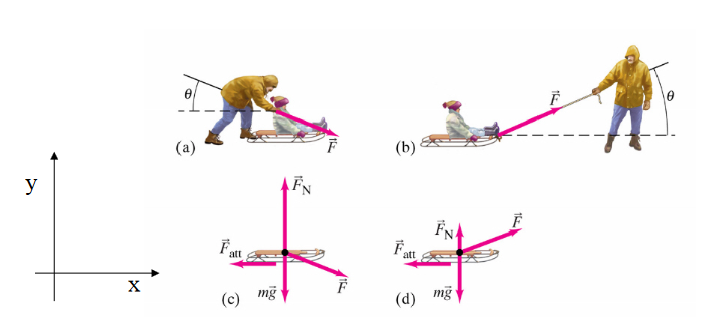 θ
F⃗
(a)
F⃗
θ
(b)
y
x
F⃗N
F⃗att
mg⃗
F⃗
(c)
F⃗N
F⃗
F⃗att
mg⃗
(d)